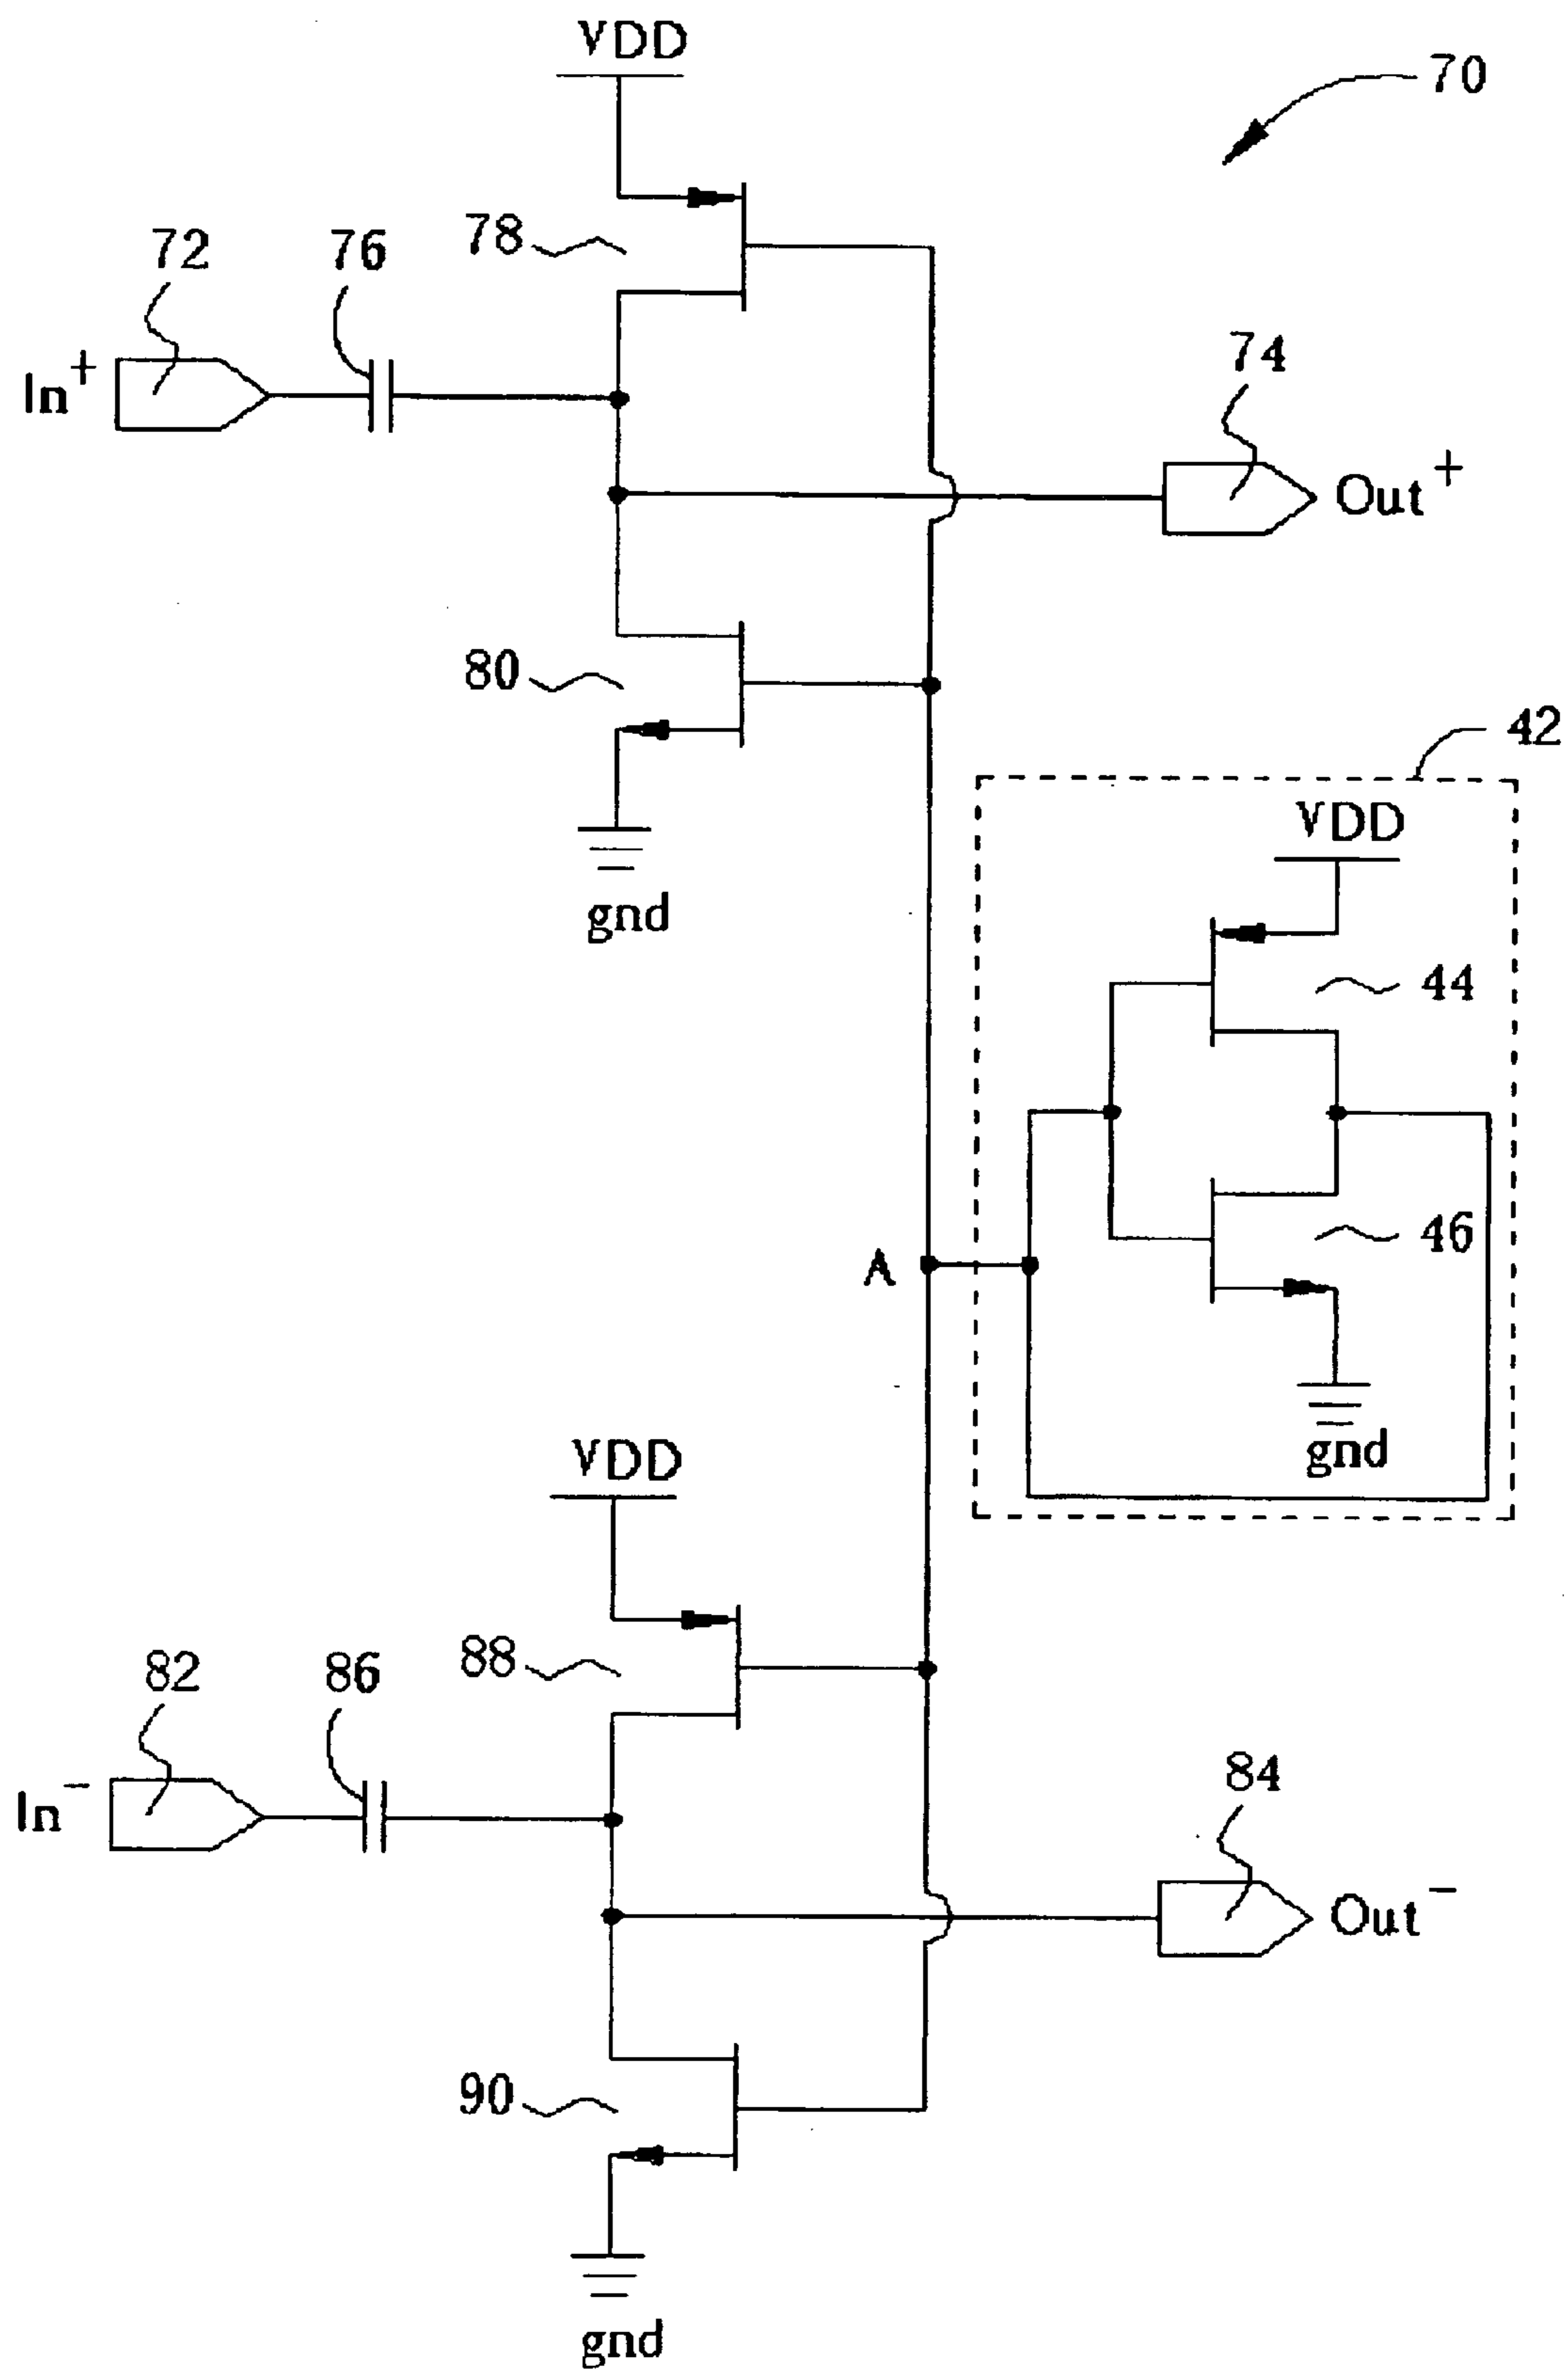 VDD
70
78
72
76
In+
74
Out+
80
gnd
42
VDD
44
46
A
gnd
VDD
88
82
86
In-
84
Out-
90
gnd